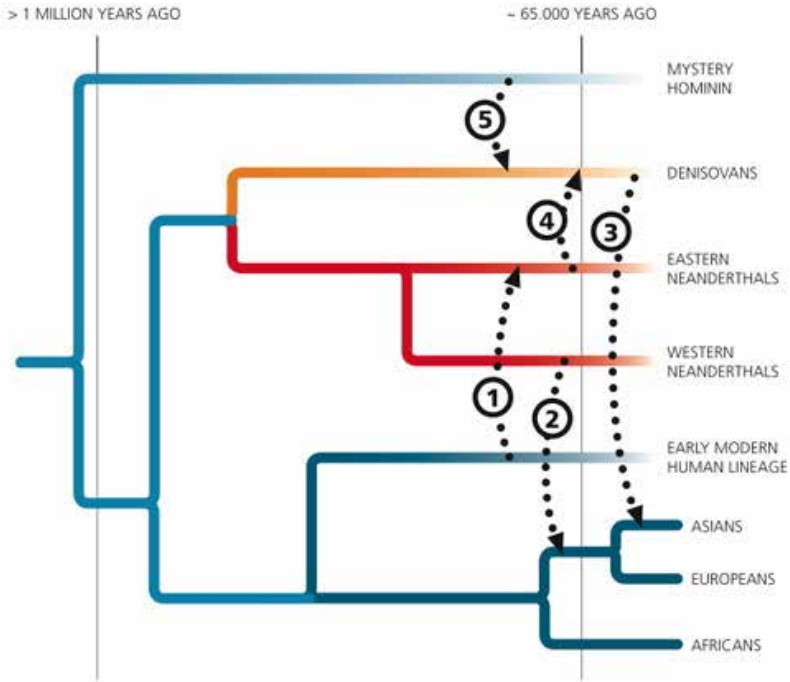 > 1 MILLION YEARS AGO
~ 65.000 YEARS AGO
MYSTERY
HOMININ
5
DENISOVANS
4
3
EASTERN
NEANDERTHALS
WESTERN
NEANDERTHALS
1
2
EARLY MODERN
HUMAN LINEAGE
ASIANS
EUROPEANS
AFRICANS